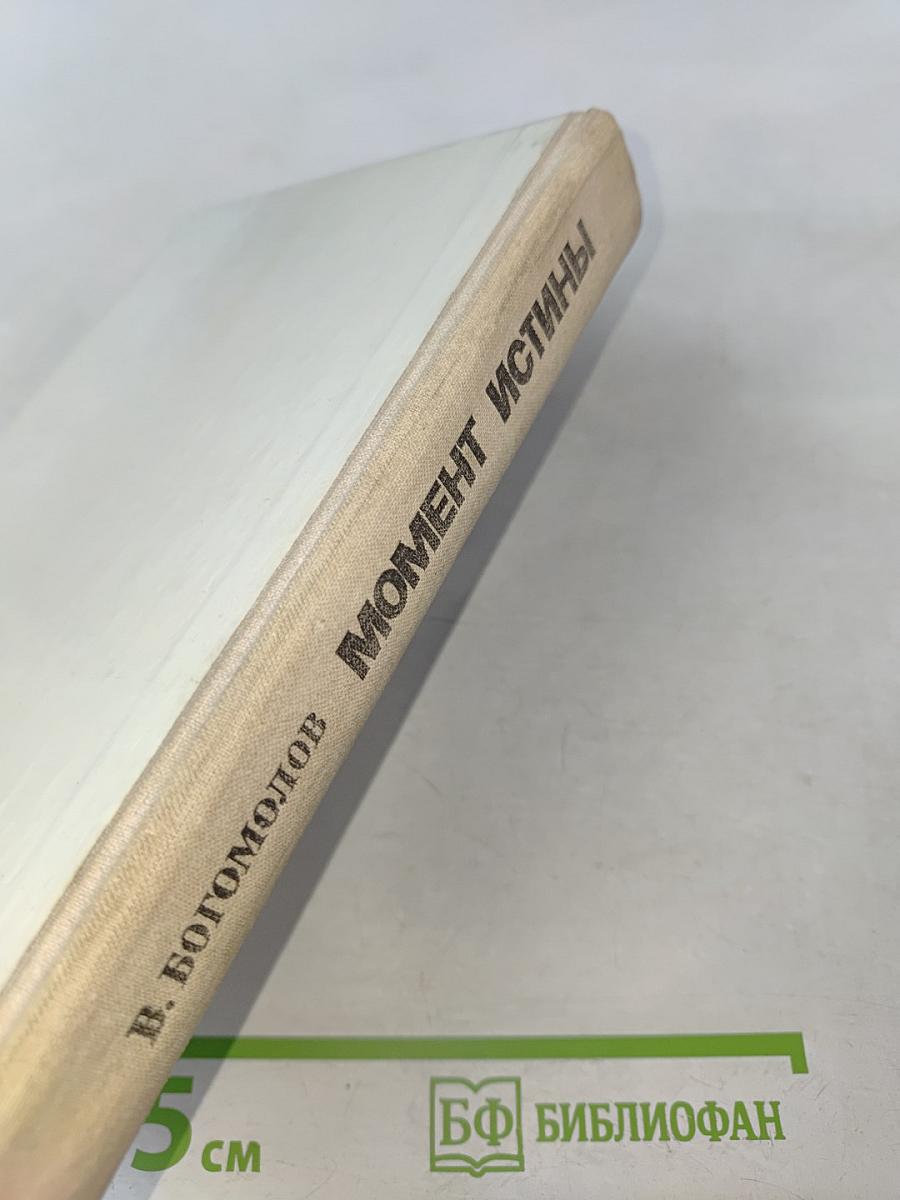 В. БОГОМОЛОВ МОМЕНТ ИСТИНЫ
5 см
БФ БИБЛИОФАН